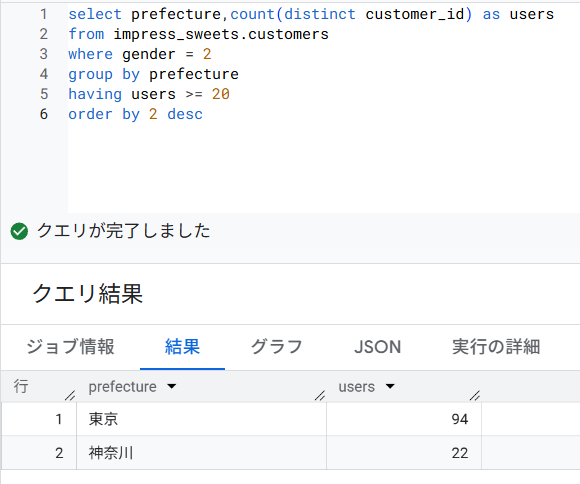 1 select prefecture,count(distinct customer_id) as users
2 from impress_sweets.customers
3 where gender = 2
4 group by prefecture
5 having users >= 20
6 order by 2 desc
クエリが完了しました
クエリ結果
ジョブ情報 結果 グラフ JSON 実行の詳細
行 prefecture users
1 東京 94
2 神奈川 22